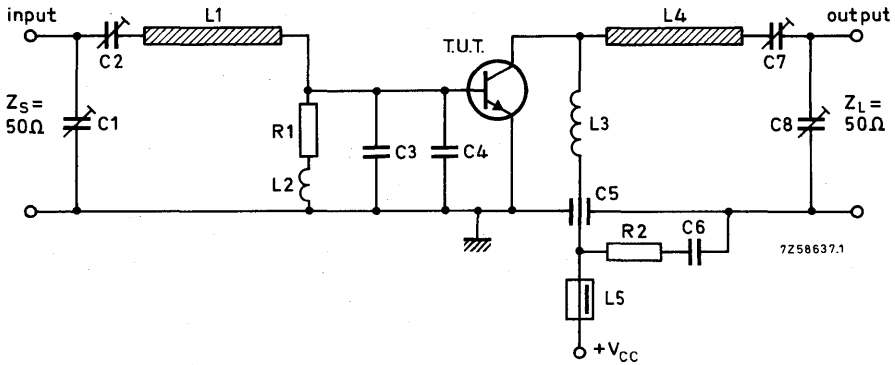 input
L1
L4
output
C2
T.U.T.
C7
Z_S =
50Ω
C1
R1
L3
Z_L =
50Ω
C8
L2
C3
C4
C5
R2
C6
7Z58637.1
L5
+V_CC